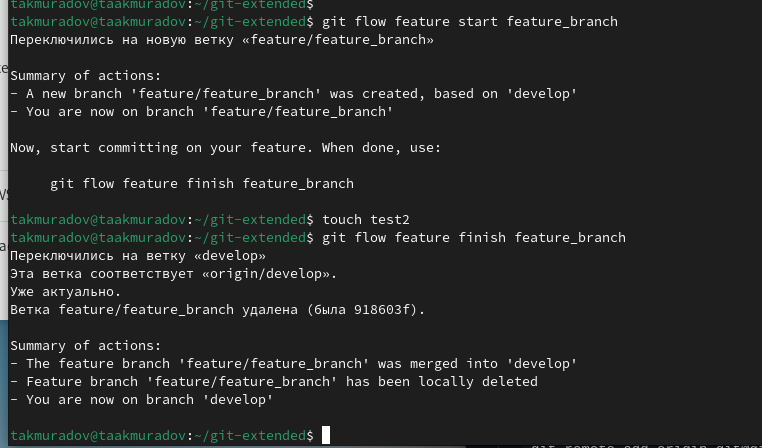 takmuradov@taakmuradov:~/git-extended$
takmuradov@taakmuradov:~/git-extended$ git flow feature start feature_branch
Переключились на новую ветку «feature/feature_branch»
Summary of actions:
- A new branch 'feature/feature_branch' was created, based on 'develop'
- You are now on branch 'feature/feature_branch'
Now, start committing on your feature. When done, use:
git flow feature finish feature_branch
takmuradov@taakmuradov:~/git-extended$ touch test2
takmuradov@taakmuradov:~/git-extended$ git flow feature finish feature_branch
Переключились на ветку «develop»
Эта ветка соответствует «origin/develop».
Уже актуально.
Ветка feature/feature_branch удалена (была 918603f).
Summary of actions:
- The feature branch 'feature/feature_branch' was merged into 'develop'
- Feature branch 'feature/feature_branch' has been locally deleted
- You are now on branch 'develop'
takmuradov@taakmuradov:~/git-extended$